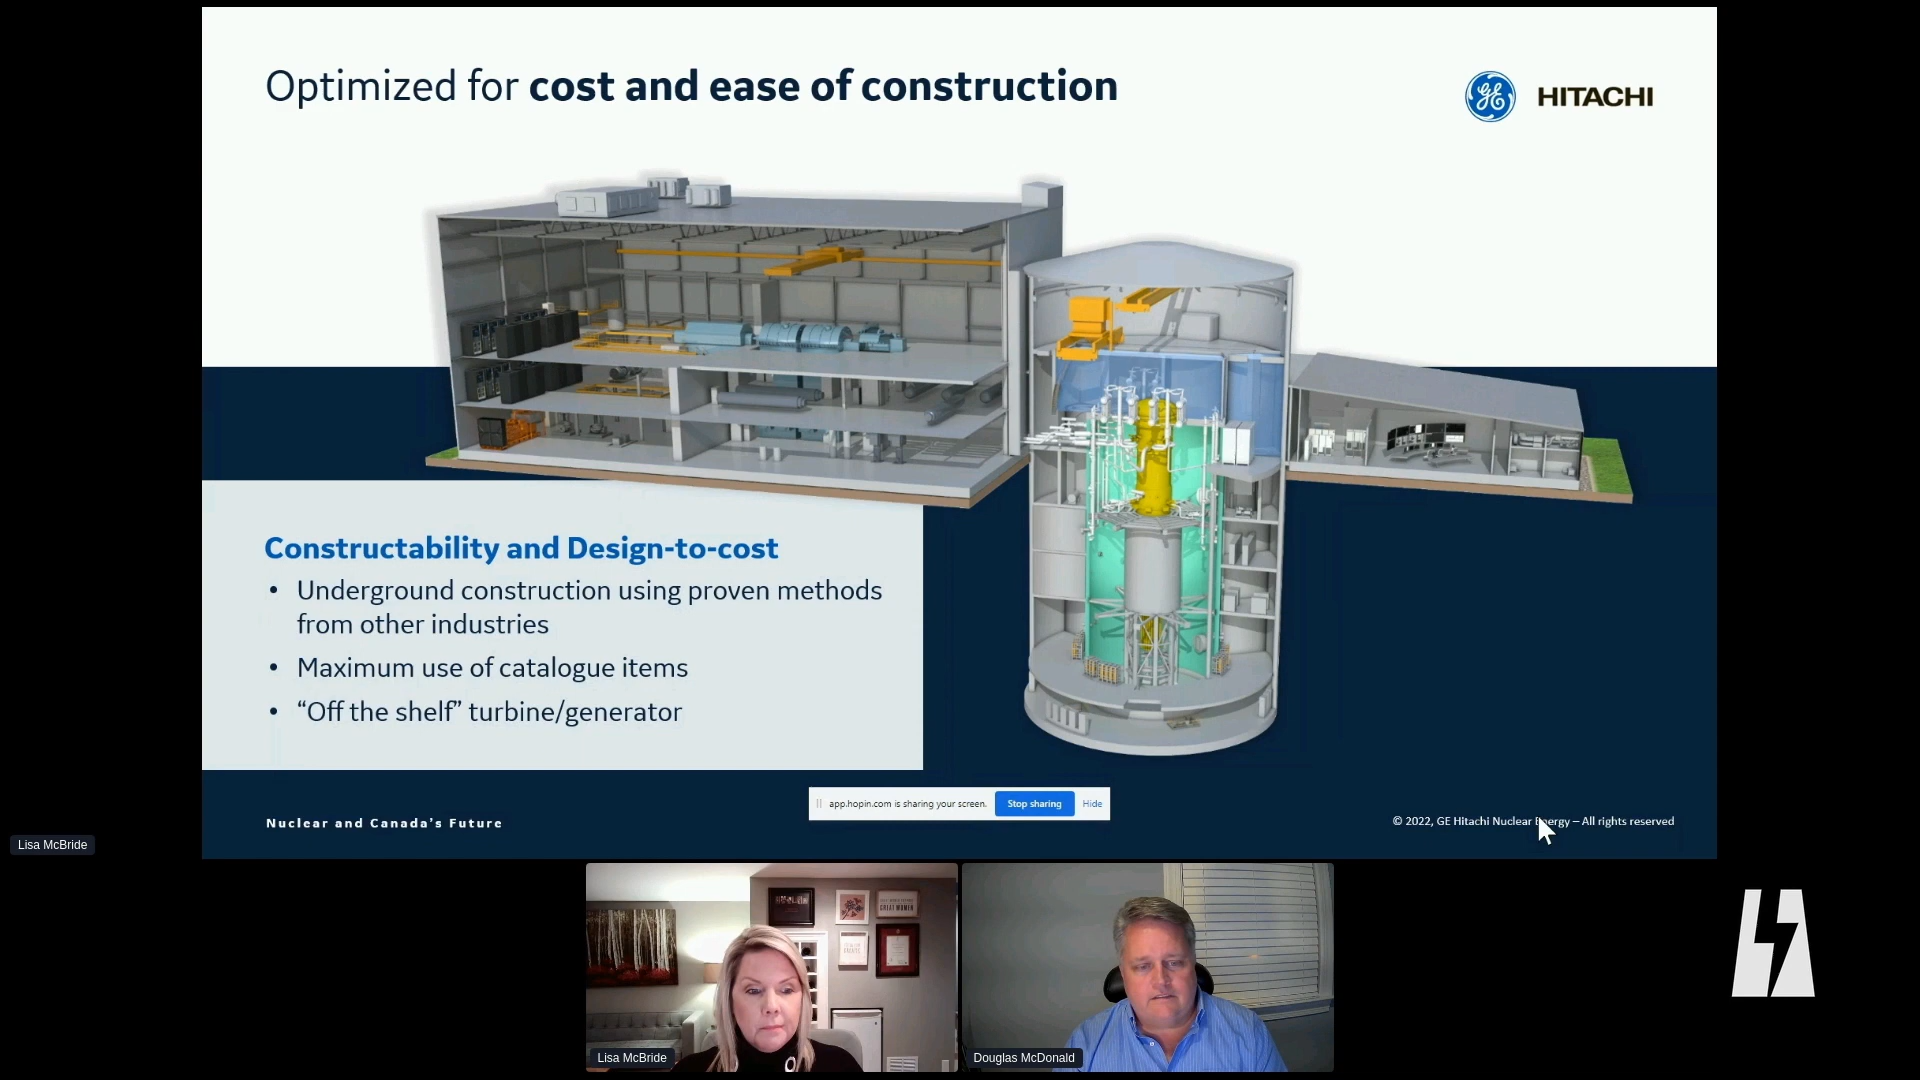 Optimized for cost and ease of construction
HITACHI
Constructability and Design-to-cost
• Underground construction using proven methods
from other industries
• Maximum use of catalogue items
• “Off the shelf” turbine/generator
app.hopin.com is sharing your screen. Stop sharing Hide
Nuclear and Canada's Future
© 2022, GE Hitachi Nuclear Energy – All rights reserved
Lisa McBride
GREAT WOMEN
Lisa McBride
Douglas McDonald